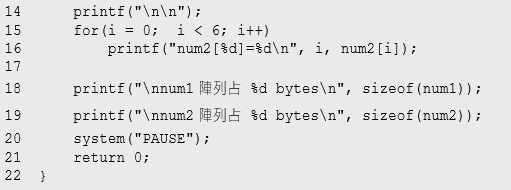 14 printf("\n\n");
15 for(i = 0; i < 6; i++)
16 printf("num2[%d]=%d\n", i, num2[i]);
17
18 printf("\nnum1 陣列占 %d bytes\n", sizeof(num1));
19 printf("\nnum2 陣列占 %d bytes\n", sizeof(num2));
20 system("PAUSE");
21 return 0;
22 }